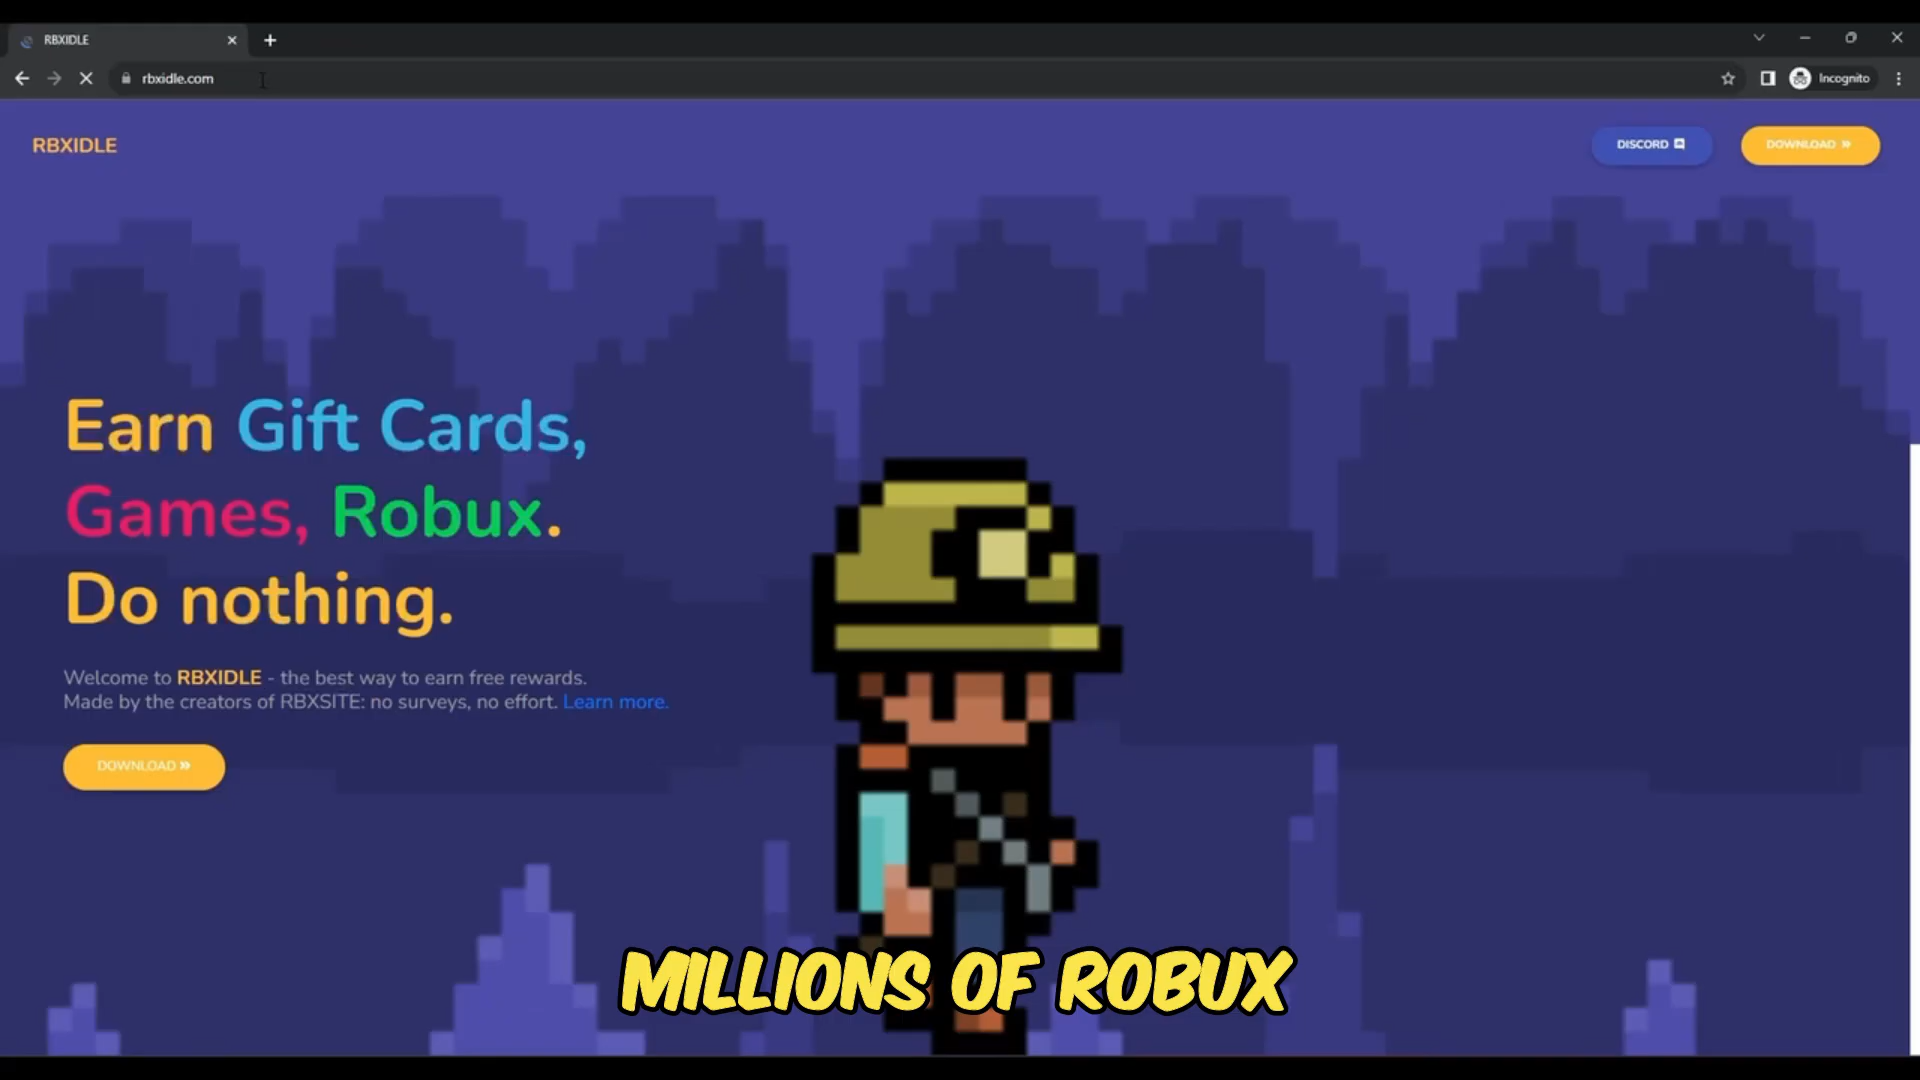 RBXIDLE
rbxidle.com
Incognito
RBXIDLE
DISCORD
DOWNLOAD »
Earn Gift Cards,
Games, Robux.
Do nothing.
Welcome to RBXIDLE - the best way to earn free rewards.
Made by the creators of RBXSITE: no surveys, no effort. Learn more.
DOWNLOAD »
MILLIONS OF ROBUX